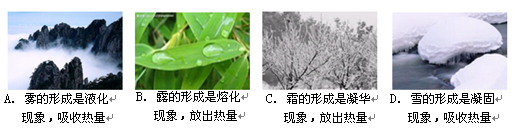 A. 雾的形成是液化↵
现象，吸收热量
B. 露的形成是熔化↵
现象，放出热量
C. 霜的形成是凝华↵
现象，放出热量
D. 雪的形成是凝固↵
现象，吸收热量